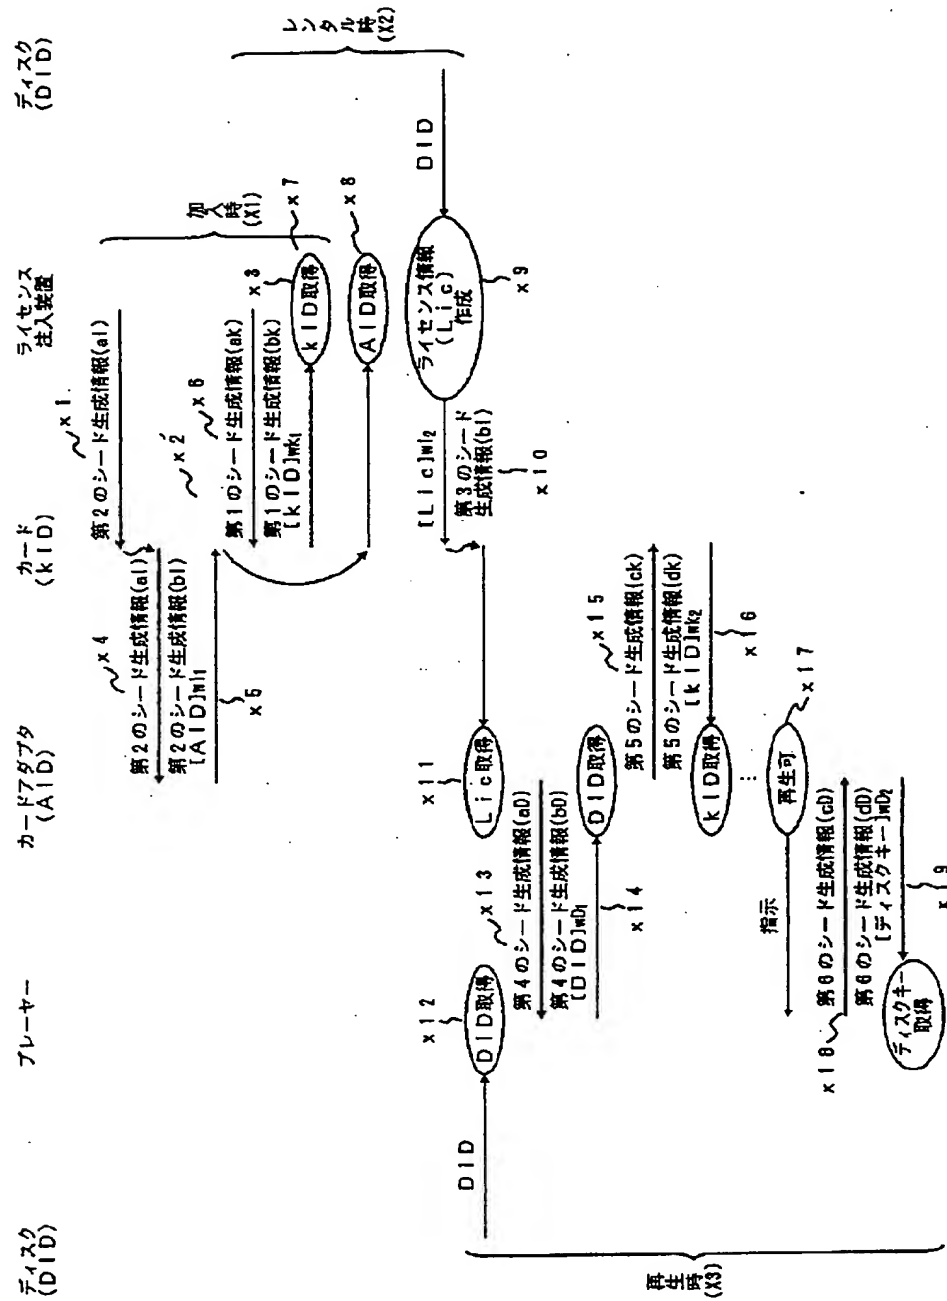 ディスク
(DID)
プレーヤー
カードアダプタ
(AID)
カード
(kID)
ライセンス
注入装置
ディスク
(DID)
加入時
(X1)
レンタル時
(X2)
x1
第2のシード生成情報(aI)
x2
x4
第2のシード生成情報(aI)
第2のシード生成情報(bI)
[AID]wI1
x5
x6
第1のシード生成情報(ak)
x3
第1のシード生成情報(bk)
[kID]wk1
kID取得
x7
AID取得
x8
DID
ライセンス情報
(Lic)
作成
x9
[Lic]wI2
第3のシード
生成情報(bI)
x10
Lic取得
x11
DID
DID取得
x12
x13
第4のシード生成情報(aD)
第4のシード生成情報(bD)
[DID]wD1
DID取得
x14
x15
第5のシード生成情報(ck)
第5のシード生成情報(dk)
[kID]wk2
x16
kID取得
再生可
x17
指示
x18
第6のシード生成情報(cD)
第6のシード生成情報(dD)
[ディスクキー]wD2
x19
ディスクキー
取得
再生時
(X3)